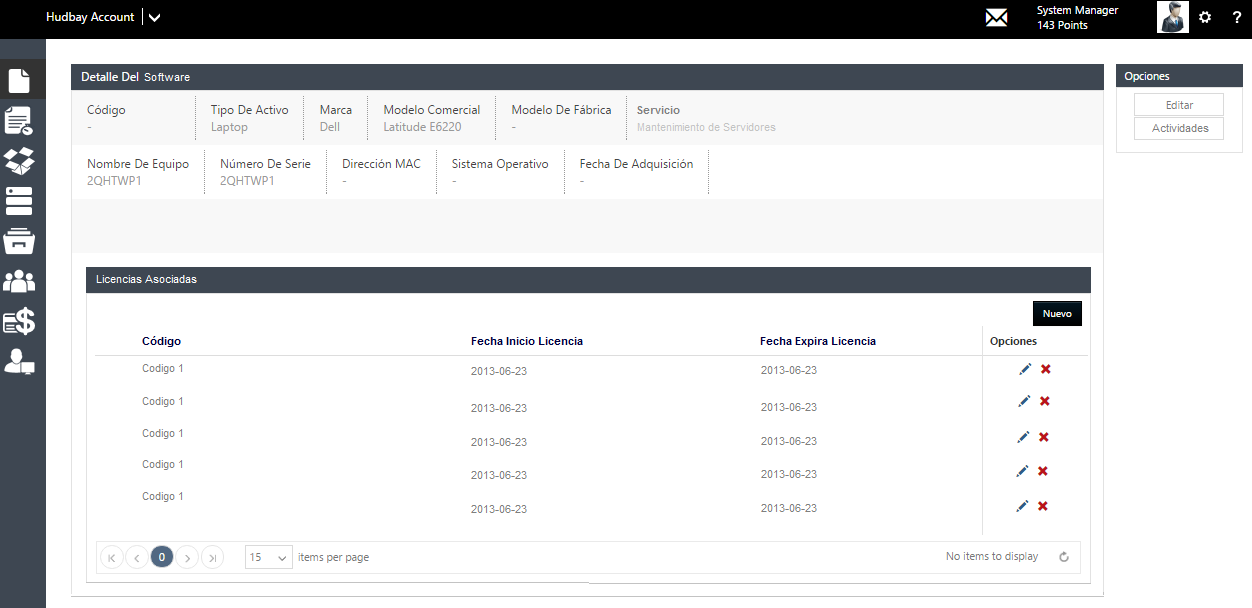 Hudbay Account
System Manager
143 Points
?
Detalle Del Software
Código
Tipo De Activo
Marca
Modelo Comercial
Modelo De Fábrica
Servicio
-
Laptop
Dell
Latitude E6220
-
Mantenimiento de Servidores
Nombre De Equipo
Número De Serie
Dirección MAC
Sistema Operativo
Fecha De Adquisición
2QHTWP1
2QHTWP1
-
-
-
Opciones
Editar
Actividades
Licencias Asociadas
Nuevo
Código Fecha Inicio Licencia Fecha Expira Licencia Opciones
Codigo 1 2013-06-23 2013-06-23
Codigo 1 2013-06-23 2013-06-23
Codigo 1 2013-06-23 2013-06-23
Codigo 1 2013-06-23 2013-06-23
Codigo 1 2013-06-23 2013-06-23
0 15 items per page No items to display